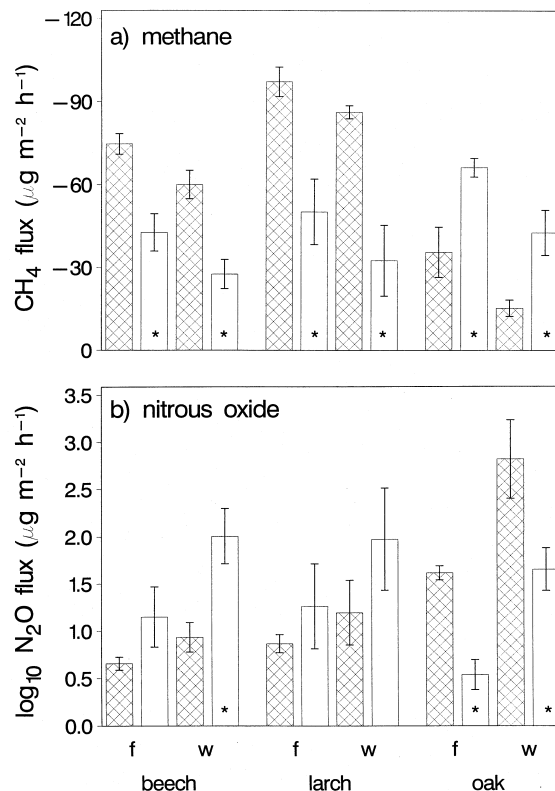 −120
a) methane
−90
−60
−30
0
CH₄ flux (μg m⁻² h⁻¹)
* * * * * *
3.5
b) nitrous oxide
3.0
2.5
2.0
1.5
1.0
0.5
0.0
log₁₀ N₂O flux (μg m⁻² h⁻¹)
* * *
f w f w f w
beech larch oak